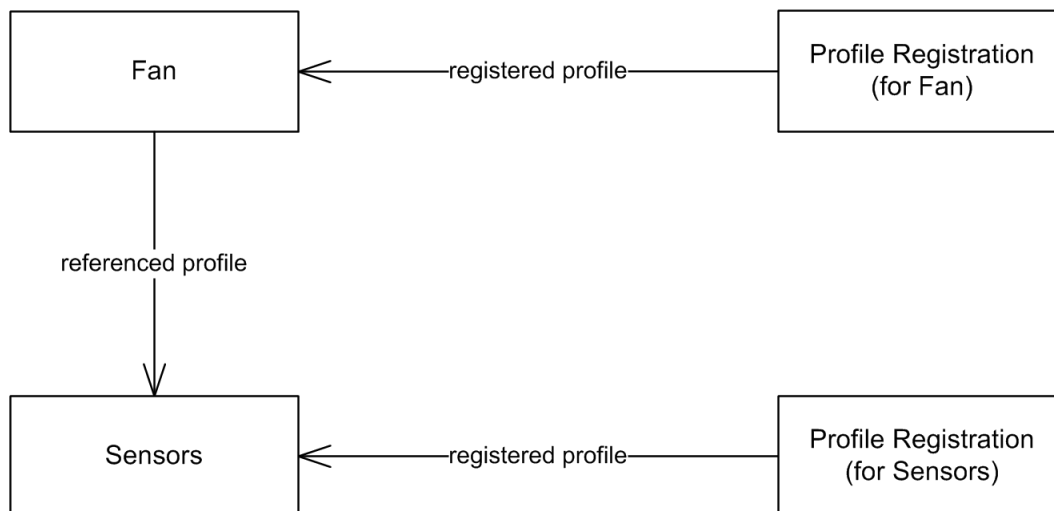 Fan
registered profile
Profile Registration
(for Fan)
referenced profile
Sensors
registered profile
Profile Registration
(for Sensors)